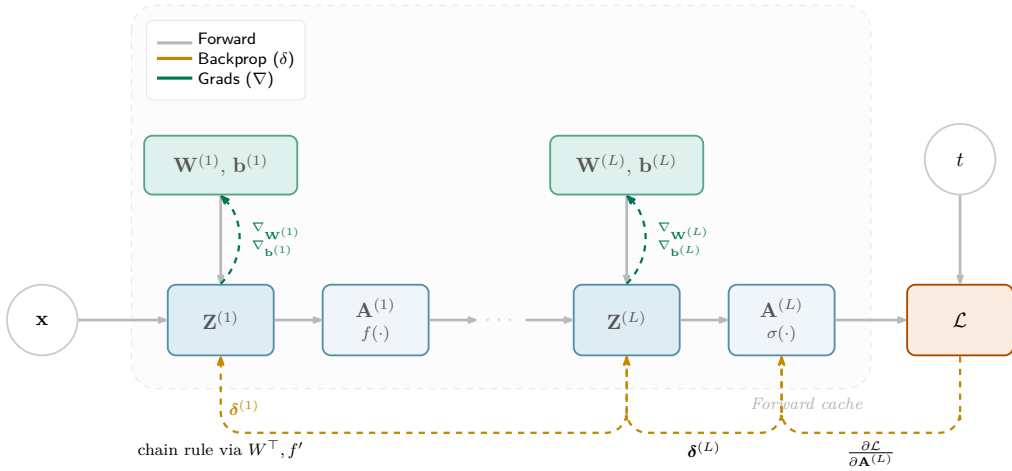 Forward
Backprop (δ)
Grads (∇)
W⁽¹⁾, b⁽¹⁾
W⁽ᴸ⁾, b⁽ᴸ⁾
t
∇_W⁽¹⁾
∇_b⁽¹⁾
∇_W⁽ᴸ⁾
∇_b⁽ᴸ⁾
x
Z⁽¹⁾
A⁽¹⁾
f(·)
· · ·
Z⁽ᴸ⁾
A⁽ᴸ⁾
σ(·)
ℒ
δ⁽¹⁾
Forward cache
chain rule via W⊤, f′
δ⁽ᴸ⁾
∂ℒ
∂A⁽ᴸ⁾